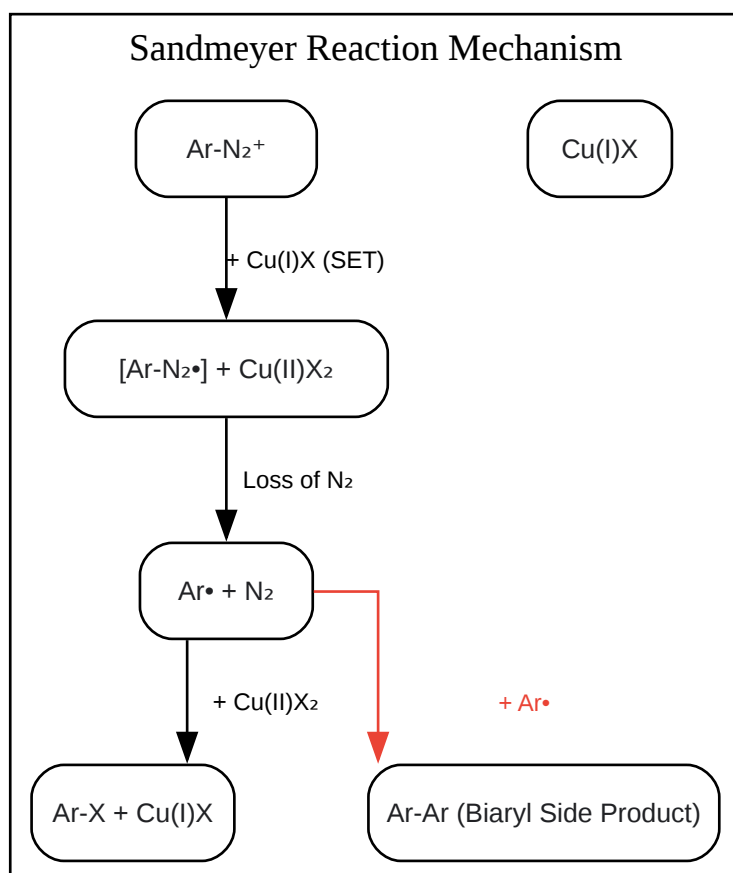 Sandmeyer Reaction Mechanism
Ar-N₂⁺
Cu(I)X
+ Cu(I)X (SET)
[Ar-N₂•] + Cu(II)X₂
Loss of N₂
Ar• + N₂
+ Cu(II)X₂
+ Ar•
Ar-X + Cu(I)X
Ar-Ar (Biaryl Side Product)